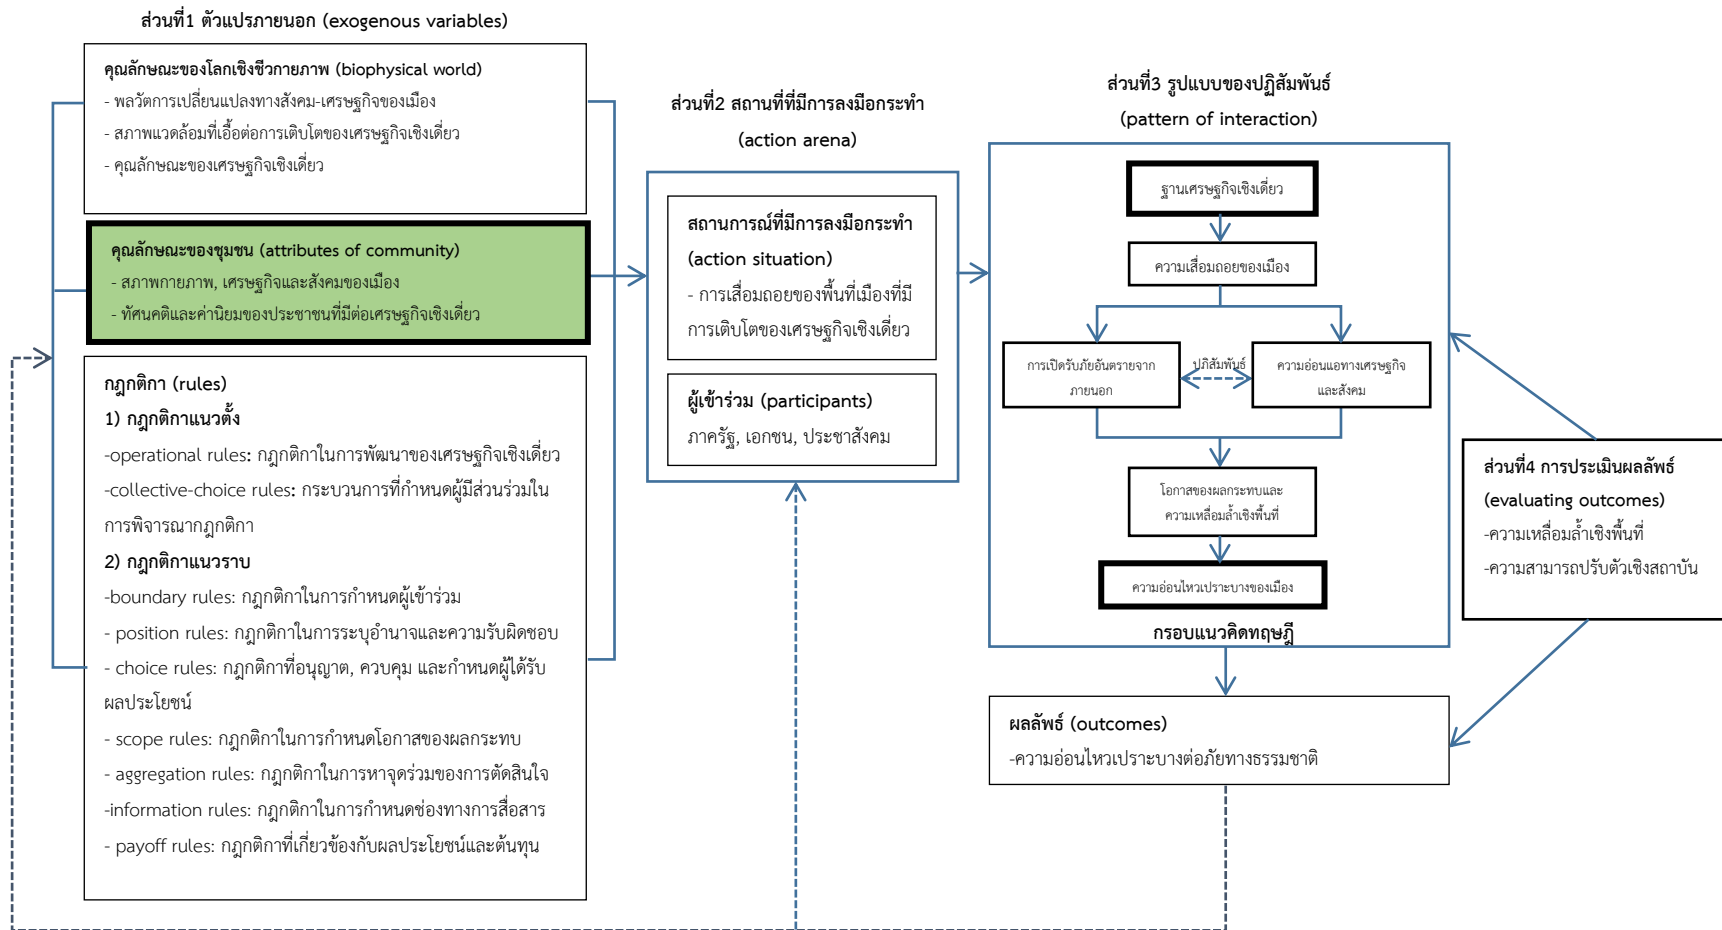 ส่วนที่1 ตัวแปรภายนอก (exogenous variables)
คุณลักษณะของโลกเชิงชีวกายภาพ (biophysical world)
- พลวัตการเปลี่ยนแปลงทางสังคม-เศรษฐกิจของเมือง
- สภาพแวดล้อมที่เอื้อต่อการเติบโตของเศรษฐกิจเชิงเดี่ยว
- คุณลักษณะของเศรษฐกิจเชิงเดี่ยว
คุณลักษณะของชุมชน (attributes of community)
- สภาพกายภาพ, เศรษฐกิจและสังคมของเมือง
- ทัศนคติและค่านิยมของประชาชนที่มีต่อเศรษฐกิจเชิงเดี่ยว
กฎกติกา (rules)
1) กฎกติกาแนวตั้ง
-operational rules: กฎกติกาในการพัฒนาของเศรษฐกิจเชิงเดี่ยว
-collective-choice rules: กระบวนการที่กำหนดผู้มีส่วนร่วมใน
การพิจารณากฎกติกา
2) กฎกติกาแนวราบ
-boundary rules: กฎกติกาในการกำหนดผู้เข้าร่วม
- position rules: กฎกติกาในการระบุอำนาจและความรับผิดชอบ
- choice rules: กฎกติกาที่อนุญาต, ควบคุม และกำหนดผู้ได้รับ
ผลประโยชน์
- scope rules: กฎกติกาในการกำหนดโอกาสของผลกระทบ
- aggregation rules: กฎกติกาในการหาจุดร่วมของการตัดสินใจ
-information rules: กฎกติกาในการกำหนดช่องทางการสื่อสาร
- payoff rules: กฎกติกาที่เกี่ยวข้องกับผลประโยชน์และต้นทุน
ส่วนที่2 สถานที่ที่มีการลงมือกระทำ
(action arena)
สถานการณ์ที่มีการลงมือกระทำ
(action situation)
- การเสื่อมถอยของพื้นที่เมืองที่มี
การเติบโตของเศรษฐกิจเชิงเดี่ยว
ผู้เข้าร่วม (participants)
ภาครัฐ, เอกชน, ประชาสังคม
ส่วนที่3 รูปแบบของปฏิสัมพันธ์
(pattern of interaction)
ฐานเศรษฐกิจเชิงเดี่ยว
ความเสื่อมถอยของเมือง
การเปิดรับภัยอันตรายจาก
ภายนอก
ปฏิสัมพันธ์
ความอ่อนแอทางเศรษฐกิจ
และสังคม
โอกาสของผลกระทบและ
ความเหลื่อมล้ำเชิงพื้นที่
ความอ่อนไหวเปราะบางของเมือง
กรอบแนวคิดทฤษฎี
ผลลัพธ์ (outcomes)
-ความอ่อนไหวเปราะบางต่อภัยทางธรรมชาติ
ส่วนที่4 การประเมินผลลัพธ์
(evaluating outcomes)
-ความเหลื่อมล้ำเชิงพื้นที่
-ความสามารถปรับตัวเชิงสถาบัน